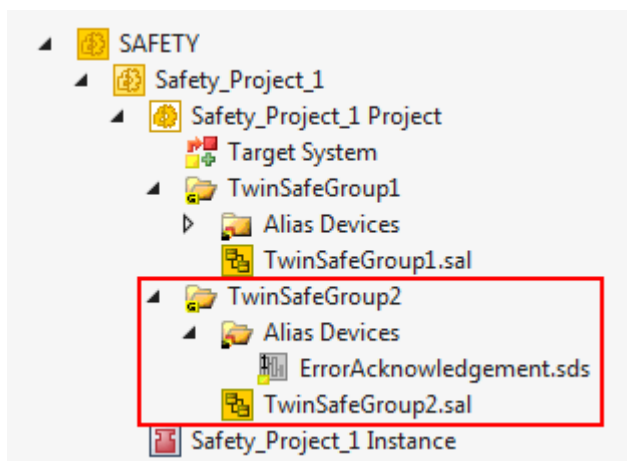 SAFETY
Safety_Project_1
Safety_Project_1 Project
Target System
TwinSafeGroup1
Alias Devices
TwinSafeGroup1.sal
TwinSafeGroup2
Alias Devices
ErrorAcknowledgement.sds
TwinSafeGroup2.sal
Safety_Project_1 Instance